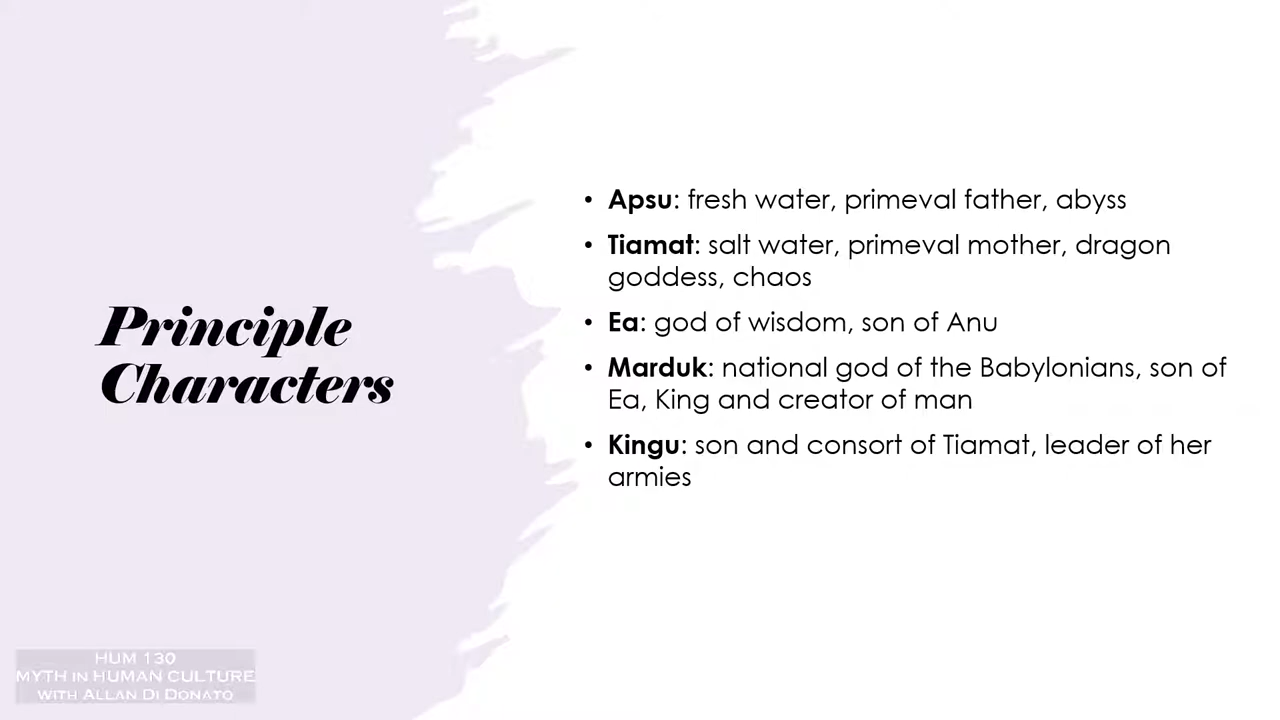 Principle
Characters
• Apsu: fresh water, primeval father, abyss
• Tiamat: salt water, primeval mother, dragon
goddess, chaos
• Ea: god of wisdom, son of Anu
• Marduk: national god of the Babylonians, son of
Ea, King and creator of man
• Kingu: son and consort of Tiamat, leader of her
armies
HUM 130
MYTH IN HUMAN CULTURE
WITH ALLAN DI DONATO